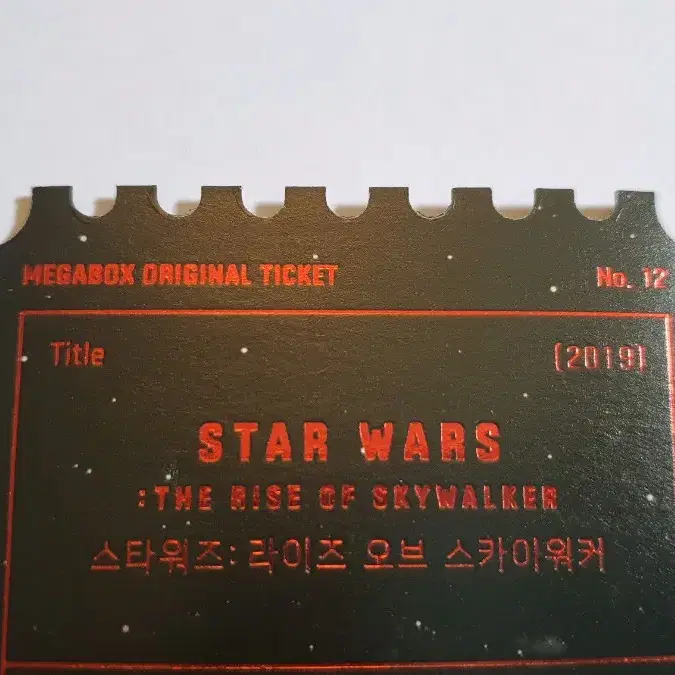 MEGABOX ORIGINAL TICKET No. 12
Title (2019)
STAR WARS
:THE RISE OF SKYWALKER
스타워즈: 라이즈 오브 스카이워커